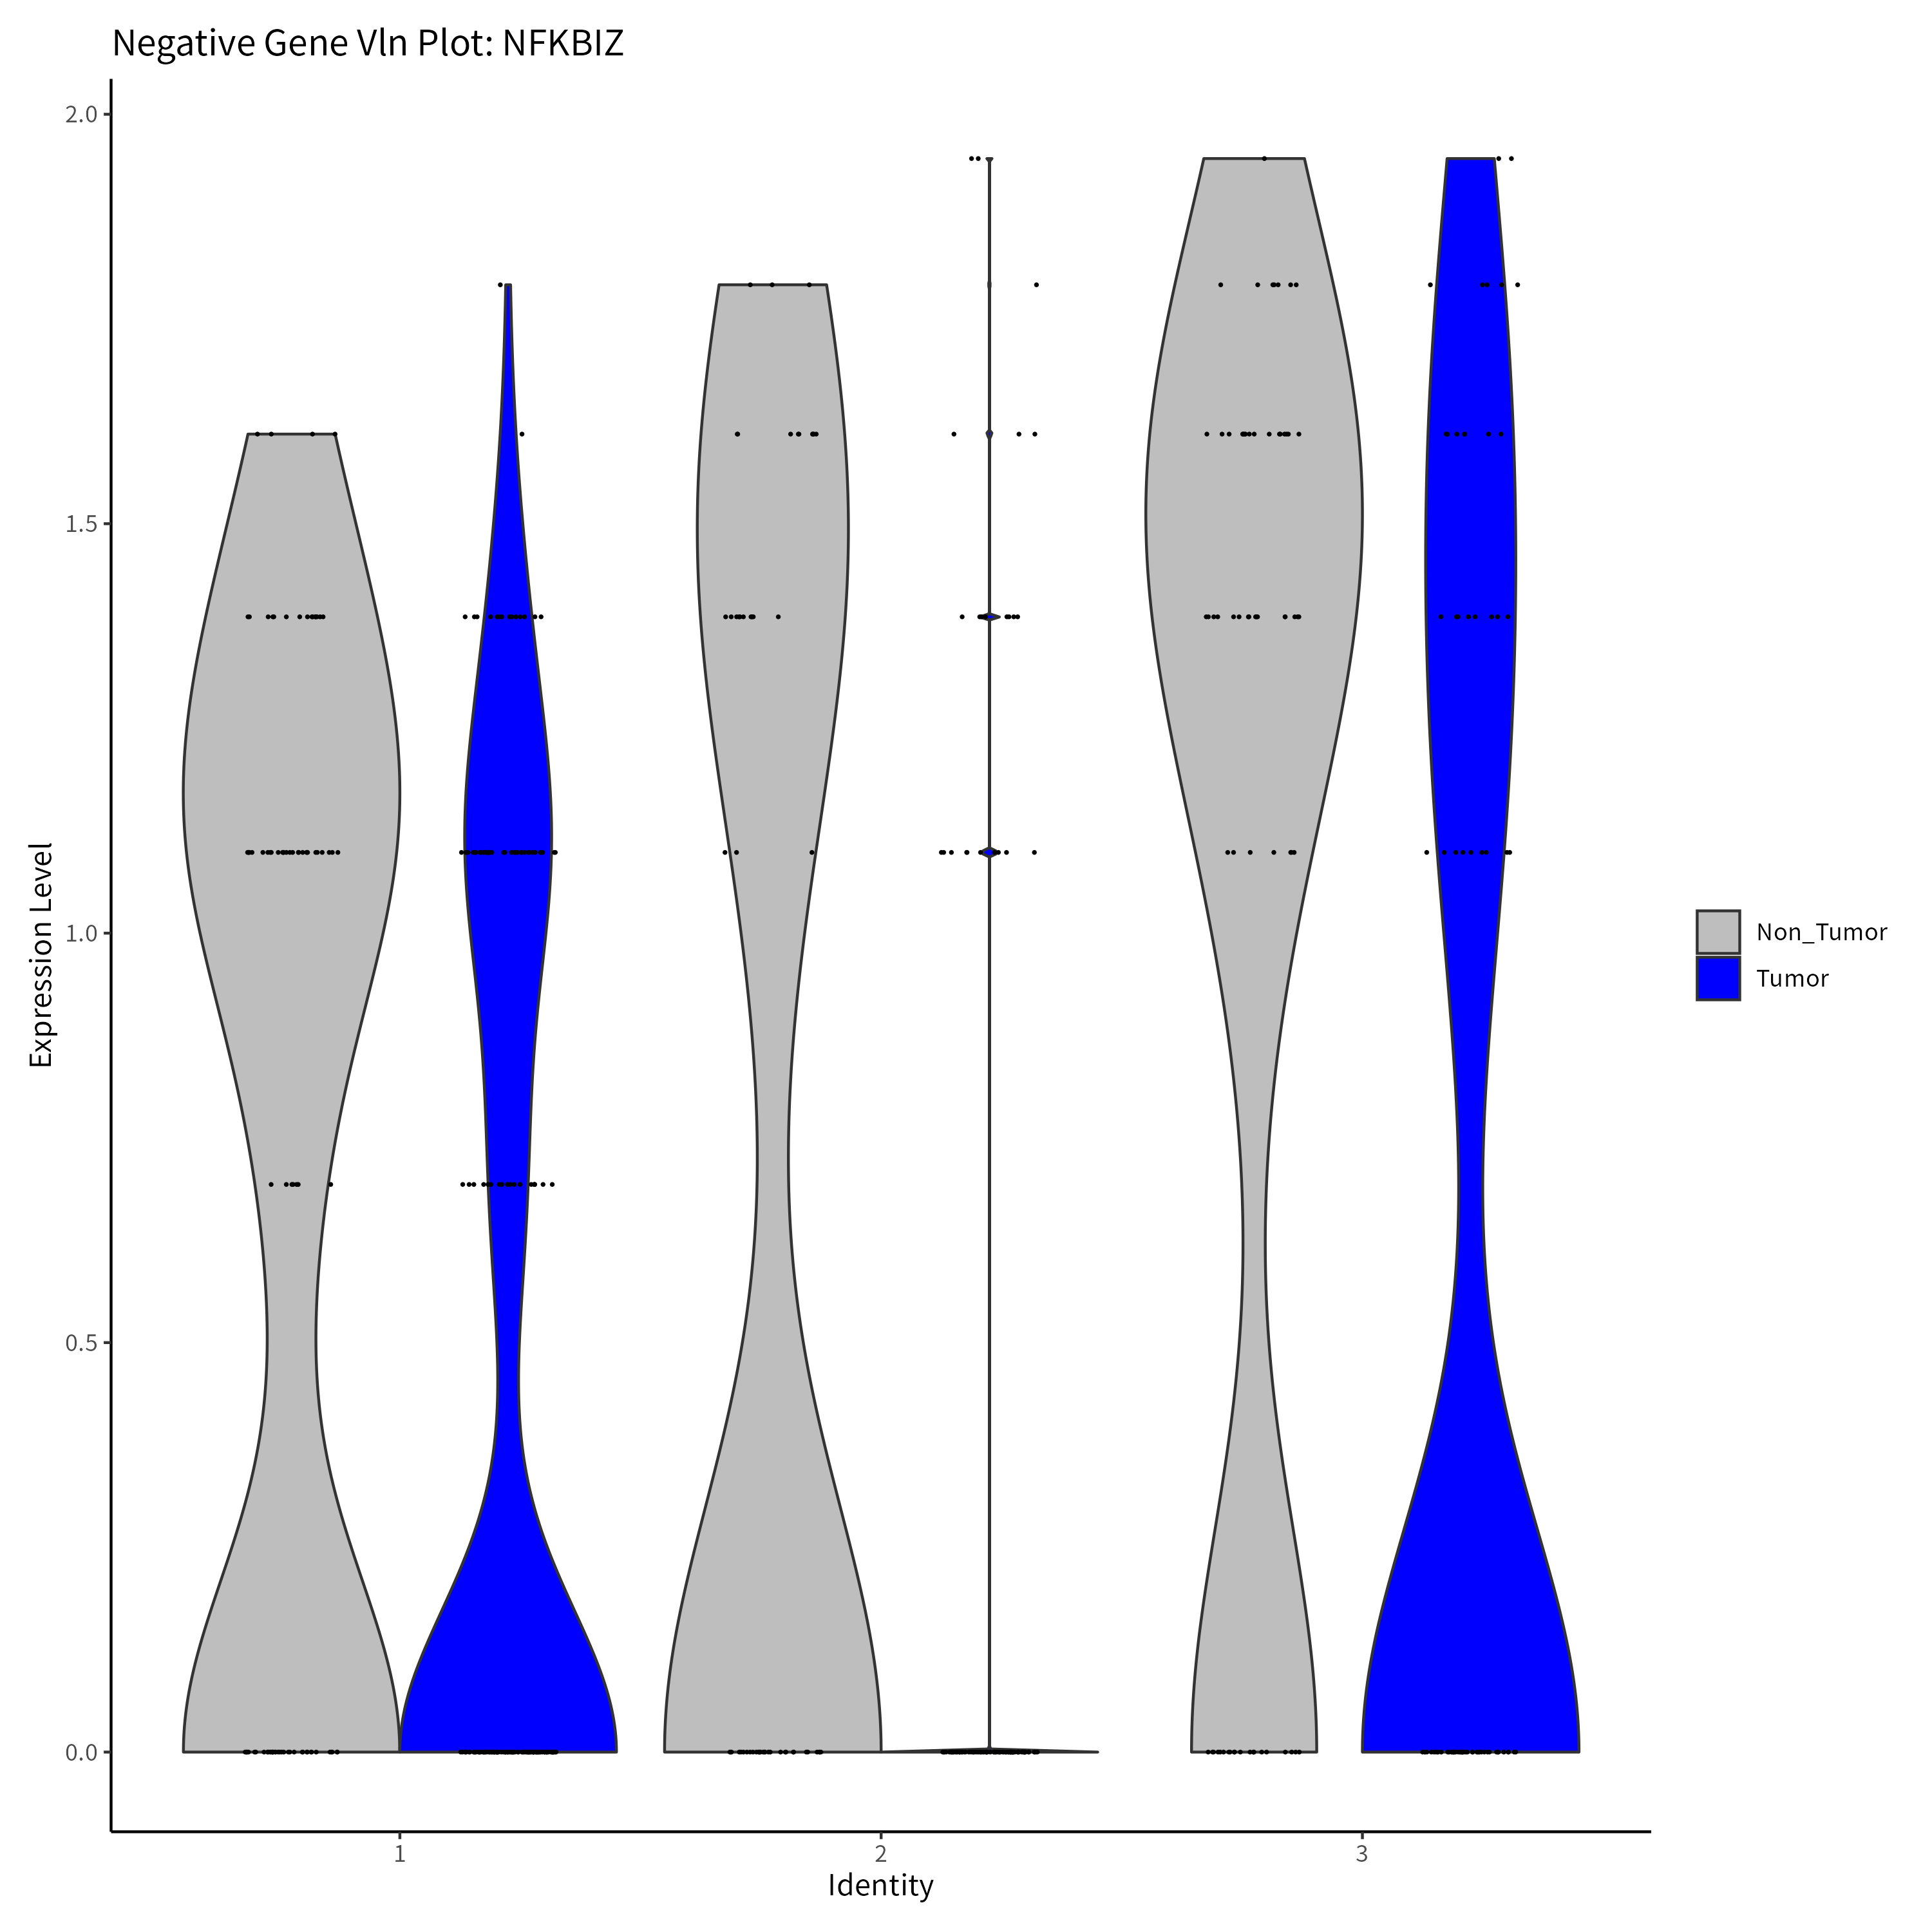 Negative Gene Vln Plot: NFKBIZ
2.0
1.5
1.0
0.5
0.0
Expression Level
1
2
3
Identity
Non_Tumor
Tumor